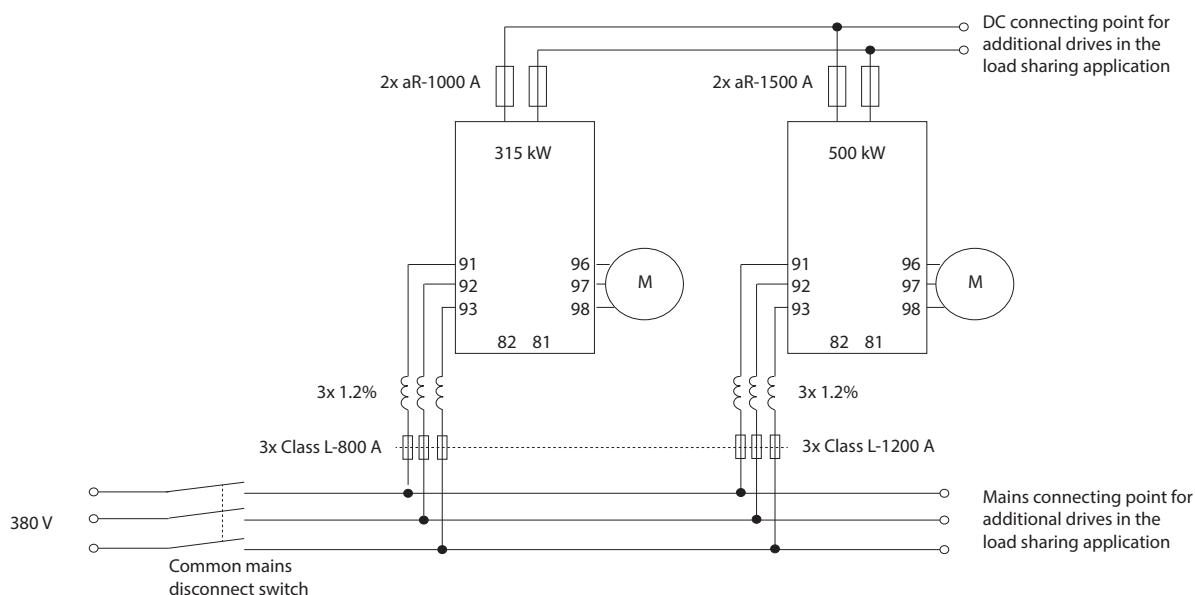 DC connecting point for
additional drives in the
load sharing application
2x aR-1000 A
2x aR-1500 A
315 kW
500 kW
91
92
93
96
97
98
M
82 81
91
92
93
96
97
98
M
82 81
3x 1.2%
3x 1.2%
3x Class L-800 A
3x Class L-1200 A
380 V
Common mains
disconnect switch
Mains connecting point for
additional drives in the
load sharing application